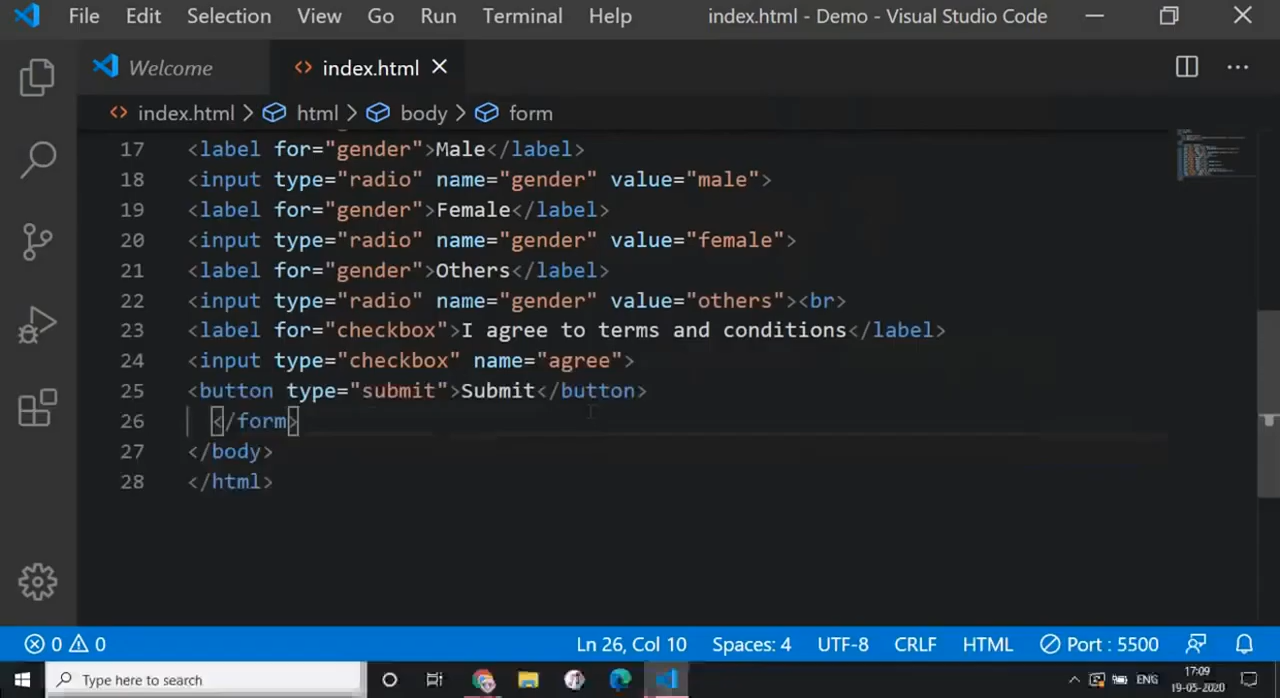 File Edit Selection View Go Run Terminal Help index.html - Demo - Visual Studio Code
Welcome index.html
index.html > html > body > form
17 <label for="gender">Male</label>
18 <input type="radio" name="gender" value="male">
19 <label for="gender">Female</label>
20 <input type="radio" name="gender" value="female">
21 <label for="gender">Others</label>
22 <input type="radio" name="gender" value="others"><br>
23 <label for="checkbox">I agree to terms and conditions</label>
24 <input type="checkbox" name="agree">
25 <button type="submit">Submit</button>
26 </form>
27 </body>
28 </html>
0 0 Ln 26, Col 10 Spaces: 4 UTF-8 CRLF HTML Port : 5500
Type here to search ENG 17:09
19-05-2020